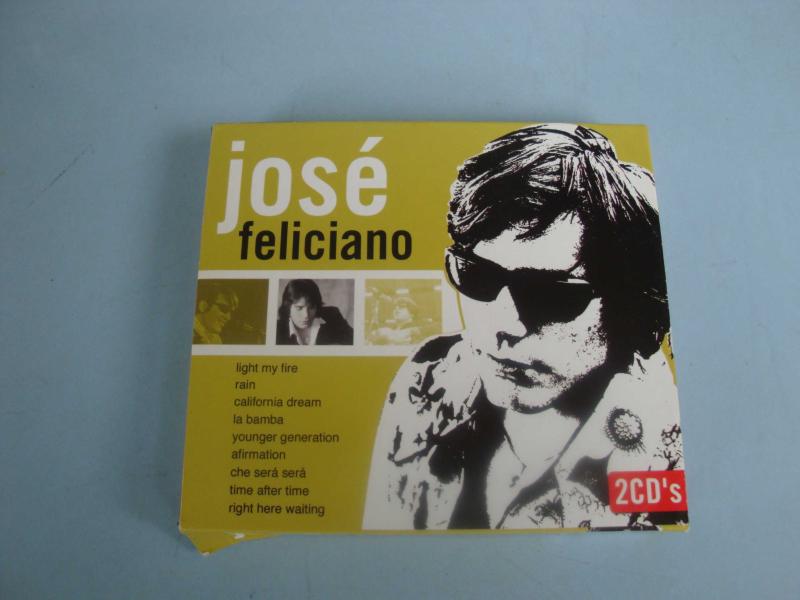 josé
feliciano
light my fire
rain
california dream
la bamba
younger generation
afirmation
che será será
time after time
right here waiting
2CD's